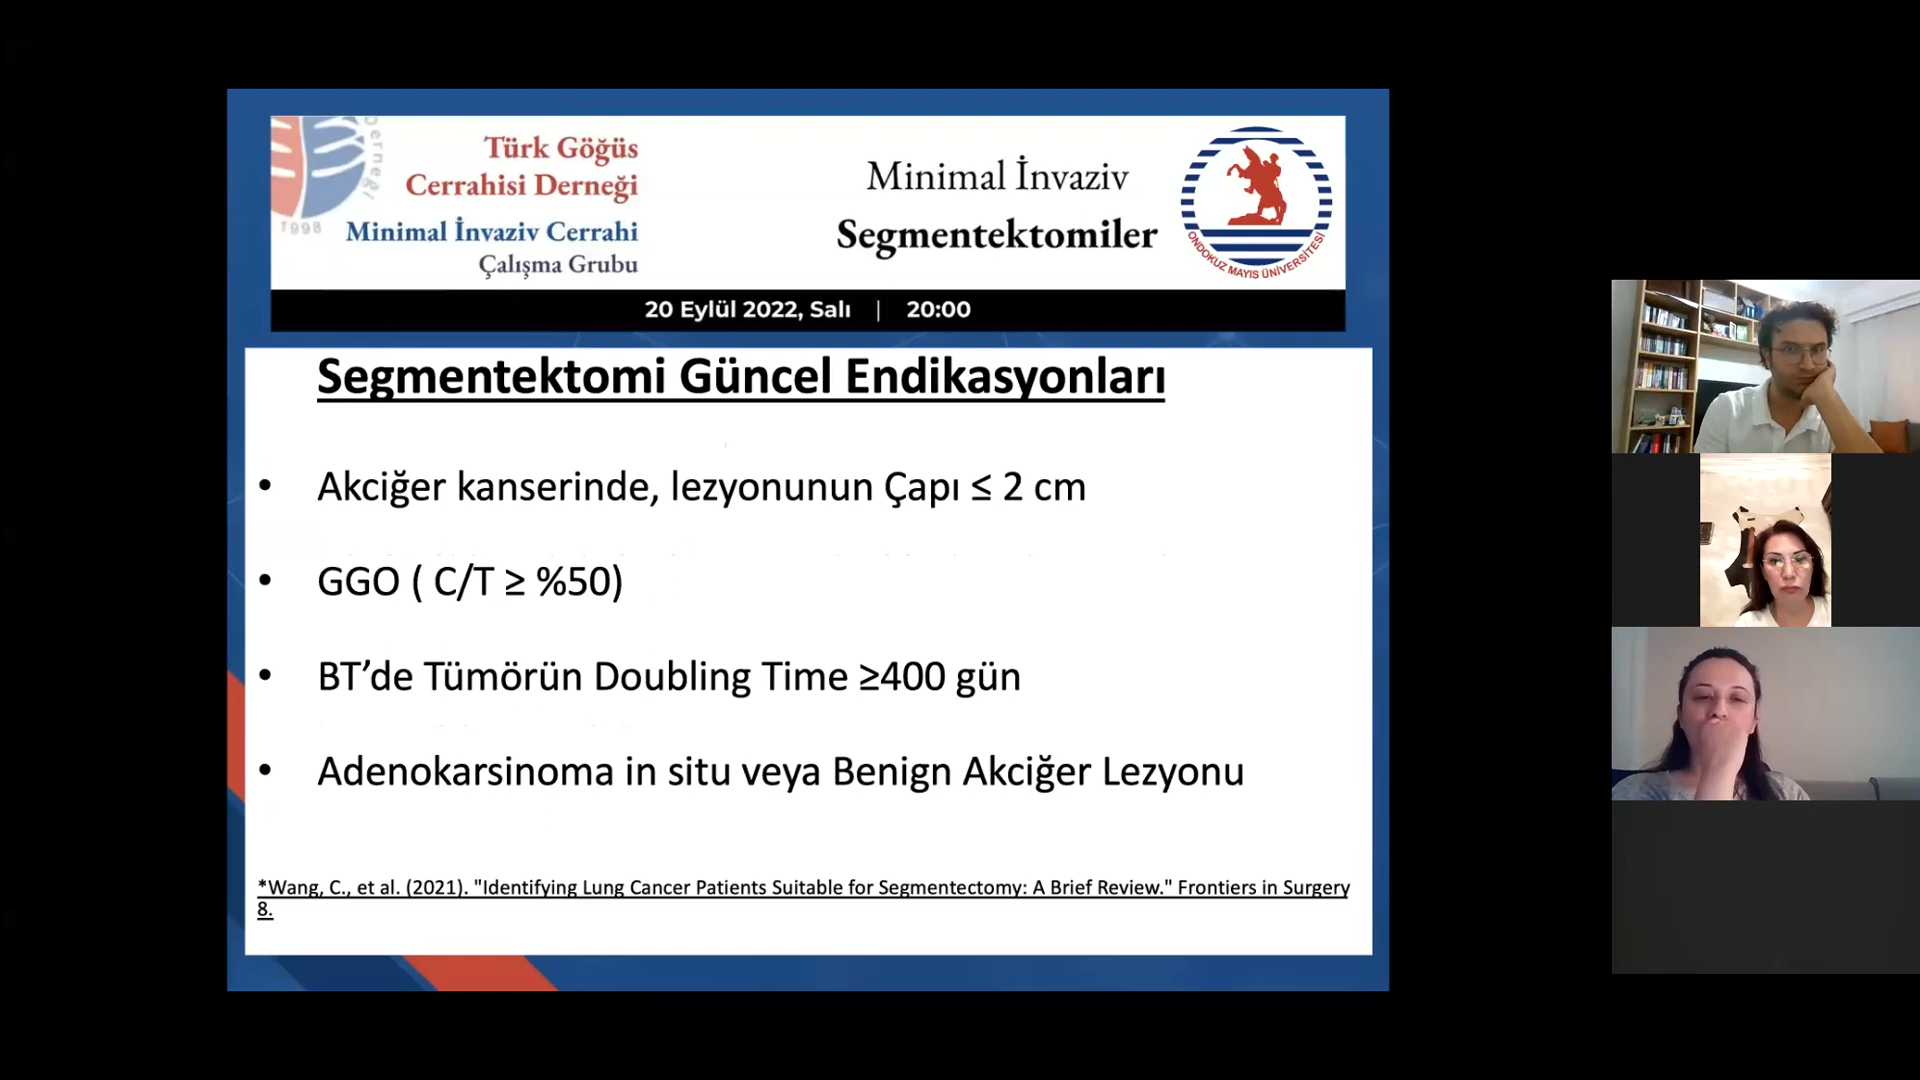 Derneği
1998
Türk Göğüs
Cerrahisi Derneği
Minimal İnvaziv Cerrahi
Çalışma Grubu
Minimal İnvaziv
Segmentektomiler
ONDOKUZ MAYIS ÜNİVERSİTESİ
20 Eylül 2022, Salı | 20:00
Segmentektomi Güncel Endikasyonları
• Akciğer kanserinde, lezyonunun Çapı ≤ 2 cm
• GGO ( C/T ≥ %50)
• BT’de Tümörün Doubling Time ≥400 gün
• Adenokarsinoma in situ veya Benign Akciğer Lezyonu
*Wang, C., et al. (2021). "Identifying Lung Cancer Patients Suitable for Segmentectomy: A Brief Review." Frontiers in Surgery
8.